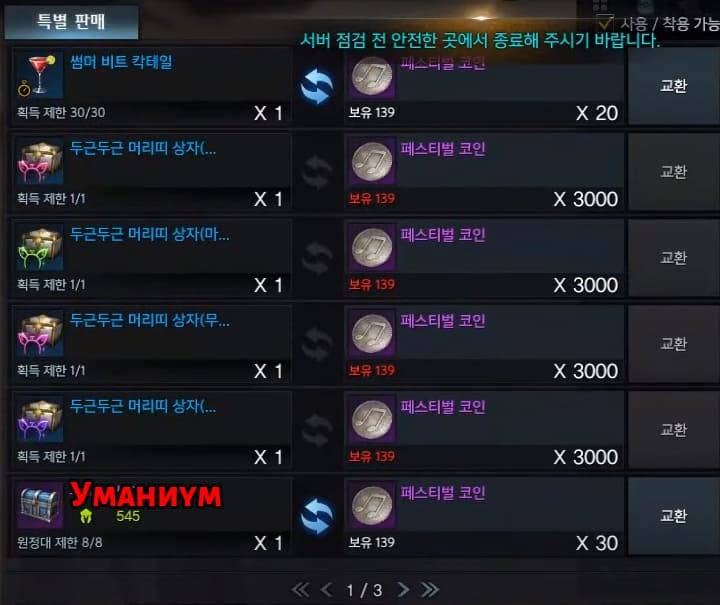 특별 판매
사용 / 착용 가능
서버 점검 전 안전한 곳에서 종료해 주시기 바랍니다.
썸머 비트 칵테일
획득 제한 30/30
X 1
페스티벌 코인
보유 139
X 20
교환
두근두근 머리띠 상자(...
획득 제한 1/1
X 1
페스티벌 코인
보유 139
X 3000
교환
두근두근 머리띠 상자(마...
획득 제한 1/1
X 1
페스티벌 코인
보유 139
X 3000
교환
두근두근 머리띠 상자(무...
획득 제한 1/1
X 1
페스티벌 코인
보유 139
X 3000
교환
두근두근 머리띠 상자(...
획득 제한 1/1
X 1
페스티벌 코인
보유 139
X 3000
교환
Уманиум
545
원정대 제한 8/8
X 1
페스티벌 코인
보유 139
X 30
교환
1 / 3